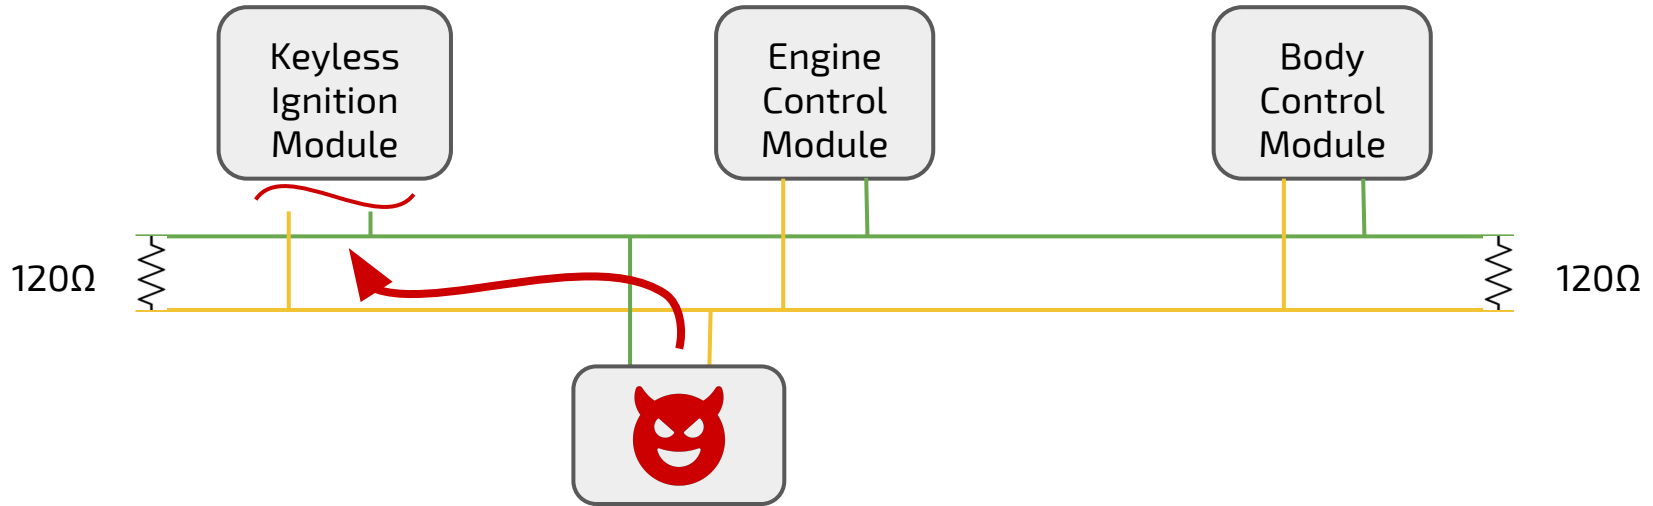 Keyless
Ignition
Module
Engine
Control
Module
Body
Control
Module
120Ω
120Ω